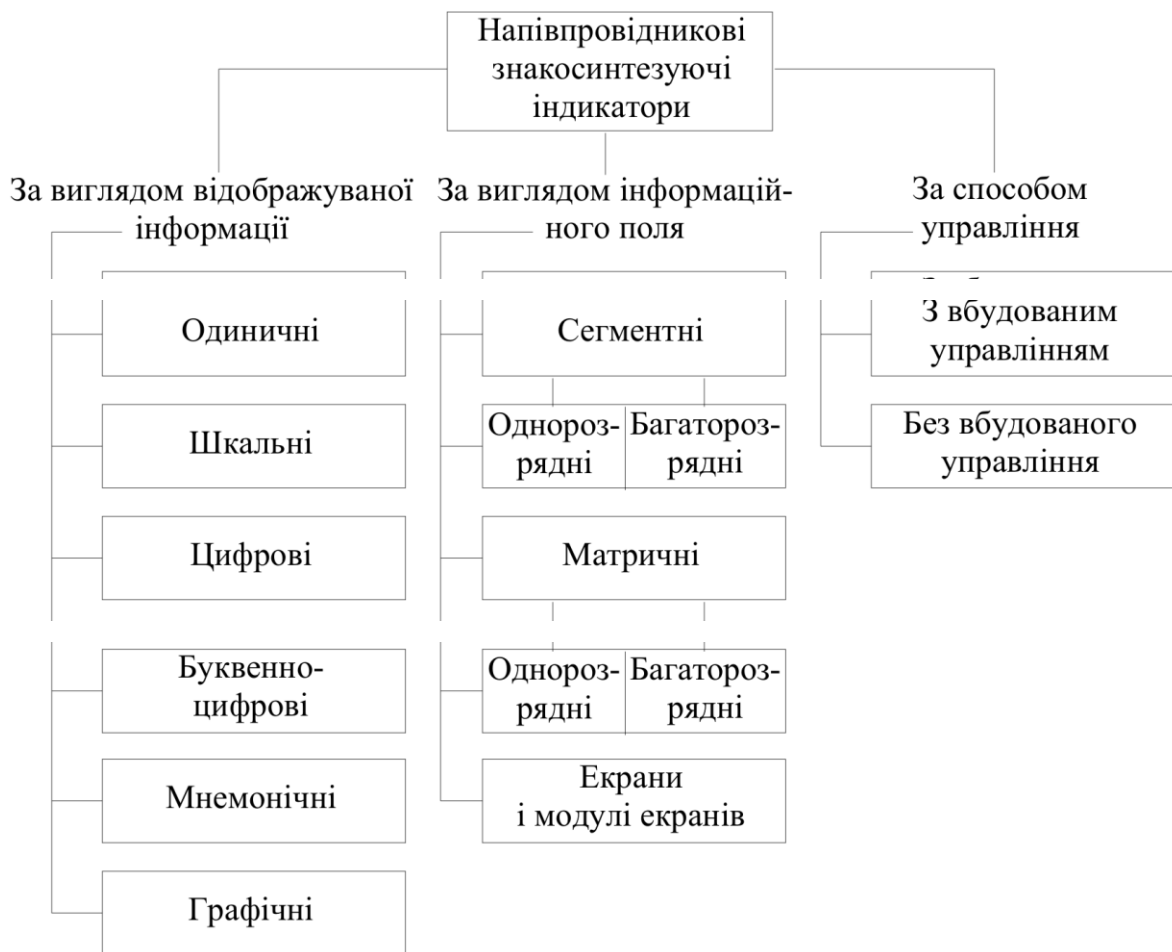 Напівпровідникові
знакосинтезуючі
індикатори
За виглядом відображуваної
інформації
Одиничні
Шкальні
Цифрові
Буквенно-
цифрові
Мнемонічні
Графічні
За виглядом інформацій-
ного поля
Сегментні
Однороз-
рядні
Багатороз-
рядні
Матричні
Однороз-
рядні
Багатороз-
рядні
Екрани
і модулі екранів
За способом
управління
З вбудованим
управлінням
Без вбудованого
управління